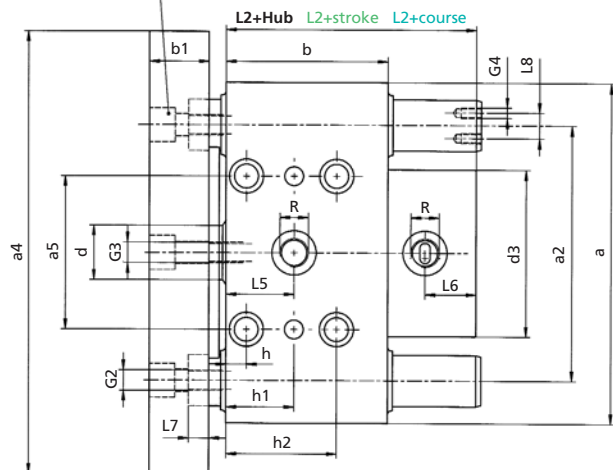 L2+Hub L2+stroke L2+course
b1
b
G4
L8
R
R
a4
a5
d
G3
L5
L6
d3
a2
a
G2
h
h1
L7
h2